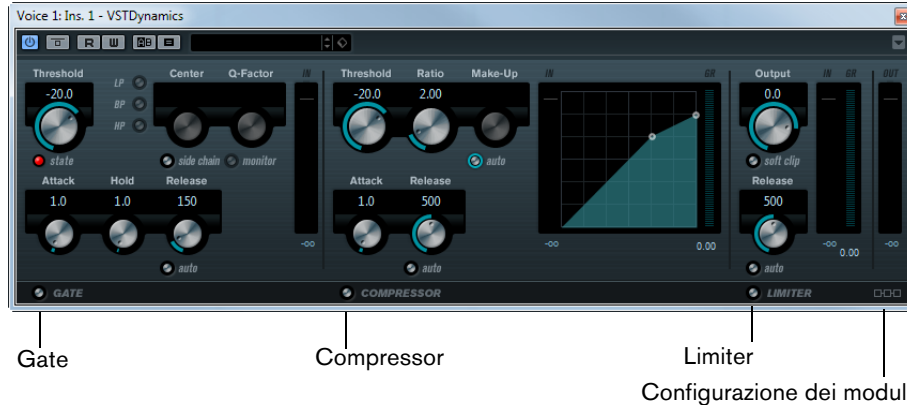 Voice 1: Ins. 1 - VSTDynamics
R W AB
Threshold LP Center Q-Factor IN Threshold Ratio Make-Up IN GR Output IN GR OUT
-20.0 BP -20.0 2.00 0.0
HP
state side chain monitor auto soft clip
Attack Hold Release Attack Release Release
1.0 1.0 150 1.0 500 500
-∞ -∞ 0.00 -∞ 0.00 -∞
auto auto auto
GATE COMPRESSOR LIMITER
Gate Compressor Limiter
Configurazione dei modul